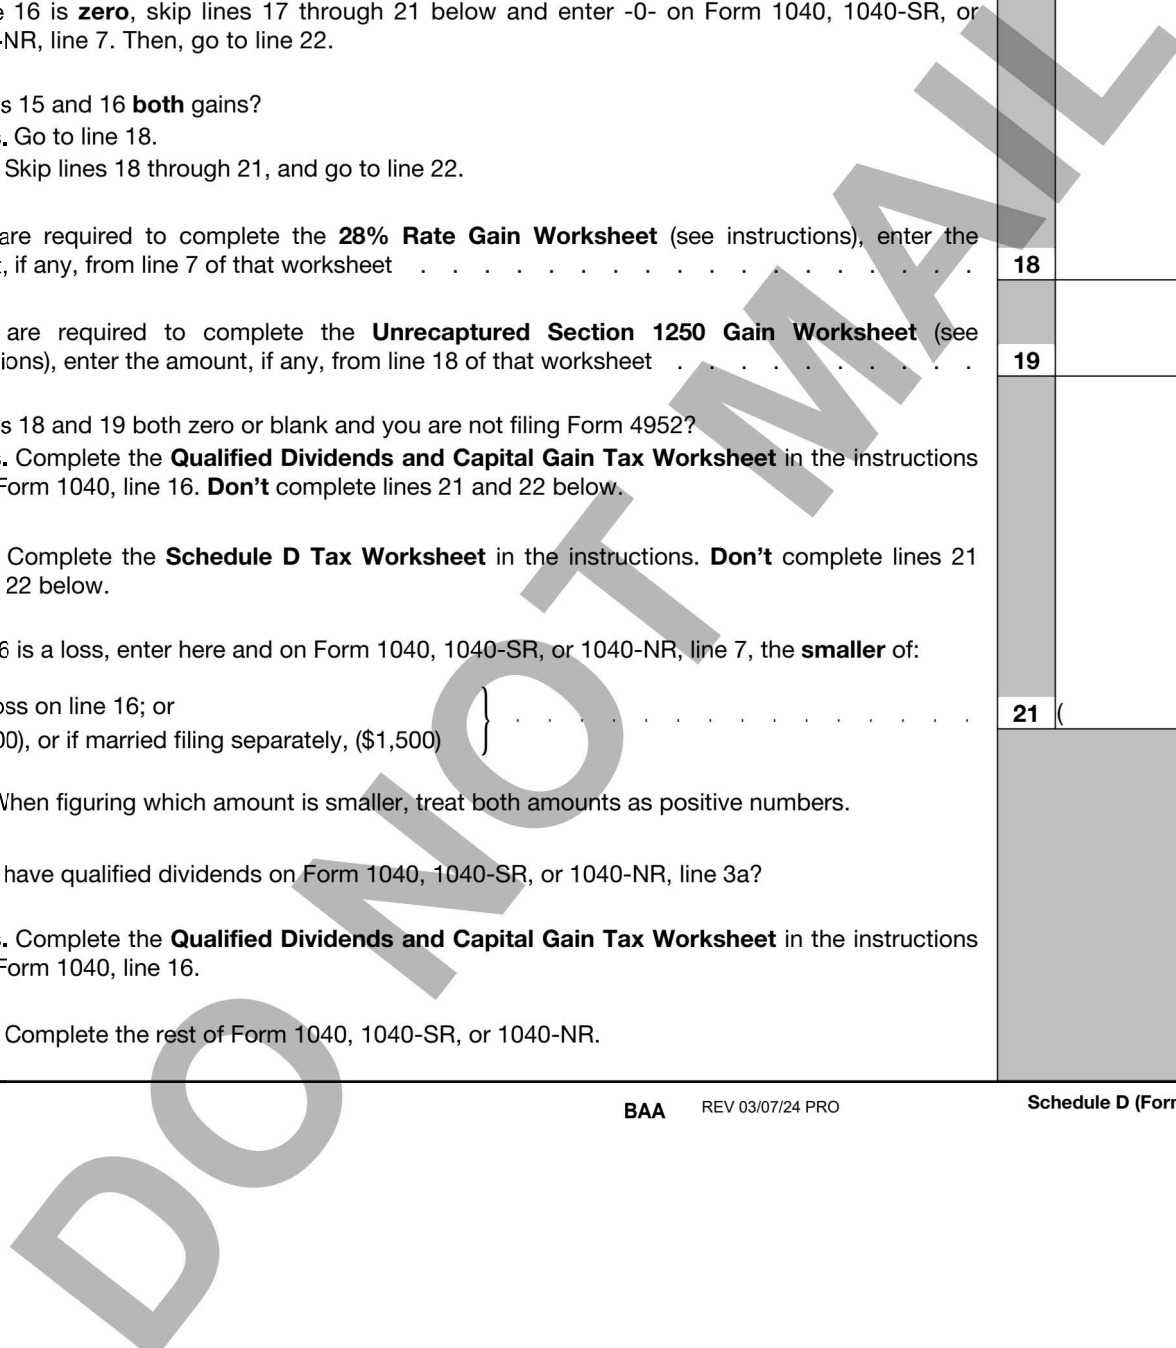 16 is zero, skip lines 17 through 21 below and enter -0- on Form 1040, 1040-SR, or
-NR, line 7. Then, go to line 22.
s 15 and 16 both gains?
. Go to line 18.
Skip lines 18 through 21, and go to line 22.
are required to complete the 28% Rate Gain Worksheet (see instructions), enter the
, if any, from line 7 of that worksheet . . . . . . . . . . . . . . . . . . 18
are required to complete the Unrecaptured Section 1250 Gain Worksheet (see
ions), enter the amount, if any, from line 18 of that worksheet . . . . . . . . . . 19
s 18 and 19 both zero or blank and you are not filing Form 4952?
. Complete the Qualified Dividends and Capital Gain Tax Worksheet in the instructions
Form 1040, line 16. Don't complete lines 21 and 22 below.
Complete the Schedule D Tax Worksheet in the instructions. Don't complete lines 21
22 below.
6 is a loss, enter here and on Form 1040, 1040-SR, or 1040-NR, line 7, the smaller of:
oss on line 16; or
00), or if married filing separately, ($1,500) } . . . . . . . . . . . . . . . 21 (
When figuring which amount is smaller, treat both amounts as positive numbers.
have qualified dividends on Form 1040, 1040-SR, or 1040-NR, line 3a?
. Complete the Qualified Dividends and Capital Gain Tax Worksheet in the instructions
Form 1040, line 16.
Complete the rest of Form 1040, 1040-SR, or 1040-NR.
BAA REV 03/07/24 PRO Schedule D (Form
DO NOT MAIL